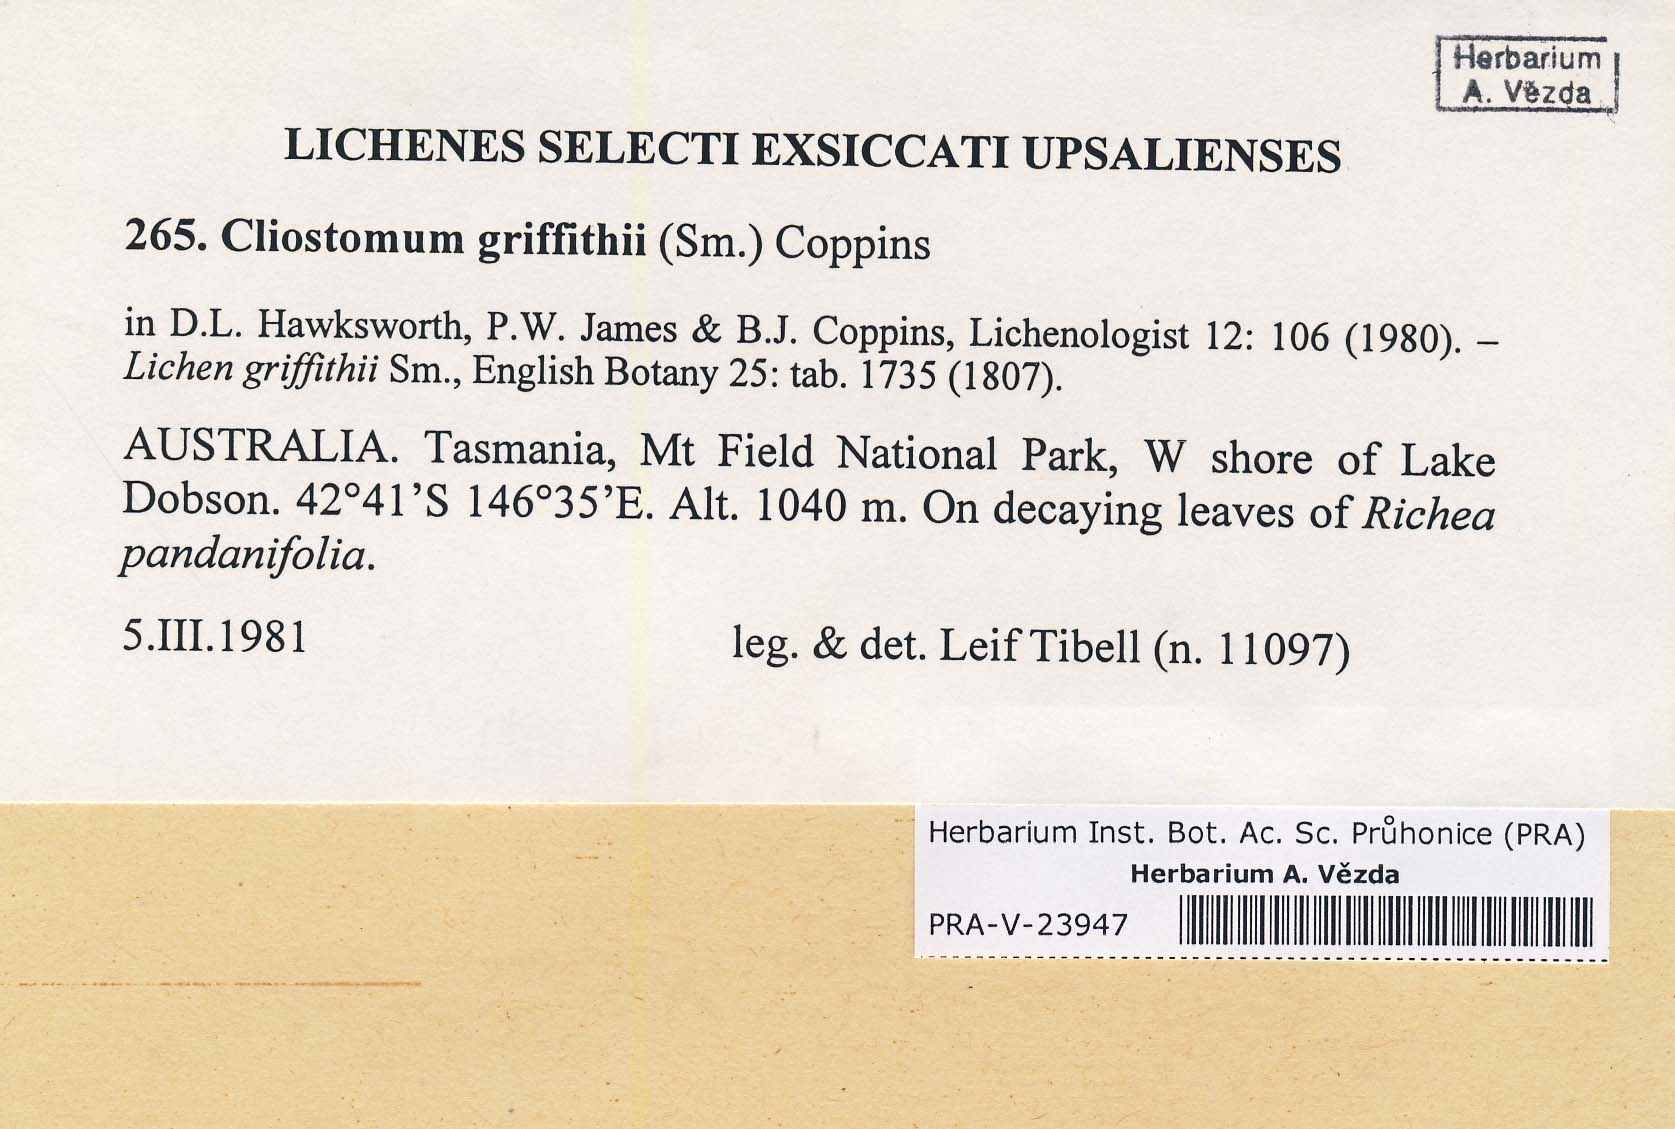 Herbarium
A. Vězda
LICHENES SELECTI EXSICCATI UPSALIENSES
265. Cliostomum griffithii (Sm.) Coppins
in D.L. Hawksworth, P.W. James & B.J. Coppins, Lichenologist 12: 106 (1980). –
Lichen griffithii Sm., English Botany 25: tab. 1735 (1807).
AUSTRALIA. Tasmania, Mt Field National Park, W shore of Lake
Dobson. 42°41’S 146°35’E. Alt. 1040 m. On decaying leaves of Richea
pandanifolia.
5.III.1981 leg. & det. Leif Tibell (n. 11097)
Herbarium Inst. Bot. Ac. Sc. Průhonice (PRA)
Herbarium A. Vězda
PRA-V-23947